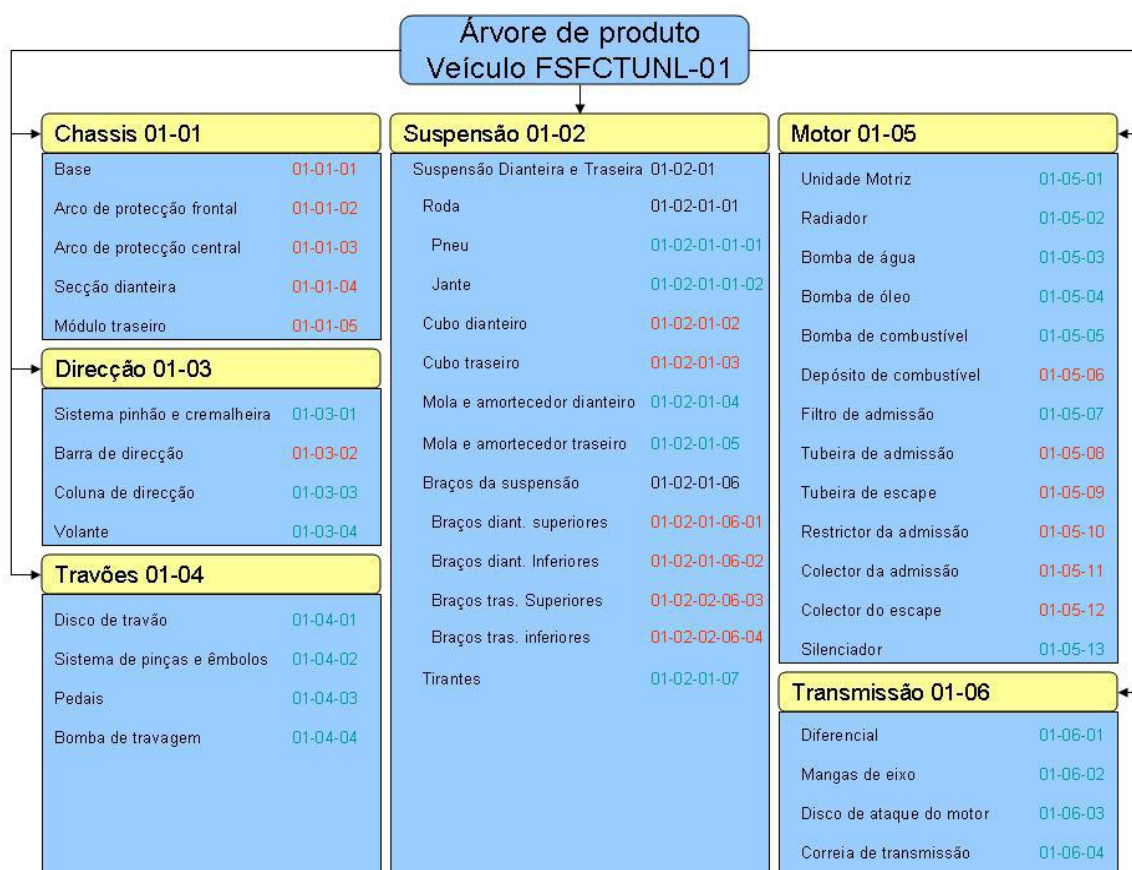 Árvore de produto
Veículo FSFCTUNL-01
Chassis 01-01
Base 01-01-01
Arco de protecção frontal 01-01-02
Arco de protecção central 01-01-03
Secção dianteira 01-01-04
Módulo traseiro 01-01-05
Direcção 01-03
Sistema pinhão e cremalheira 01-03-01
Barra de direcção 01-03-02
Coluna de direcção 01-03-03
Volante 01-03-04
Travões 01-04
Disco de travão 01-04-01
Sistema de pinças e êmbolos 01-04-02
Pedais 01-04-03
Bomba de travagem 01-04-04
Suspensão 01-02
Suspensão Dianteira e Traseira 01-02-01
Roda 01-02-01-01
Pneu 01-02-01-01-01
Jante 01-02-01-01-02
Cubo dianteiro 01-02-01-02
Cubo traseiro 01-02-01-03
Mola e amortecedor dianteiro 01-02-01-04
Mola e amortecedor traseiro 01-02-01-05
Braços da suspensão 01-02-01-06
Braços diant. superiores 01-02-01-06-01
Braços diant. Inferiores 01-02-01-06-02
Braços tras. Superiores 01-02-02-06-03
Braços tras. inferiores 01-02-02-06-04
Tirantes 01-02-01-07
Motor 01-05
Unidade Motriz 01-05-01
Radiador 01-05-02
Bomba de água 01-05-03
Bomba de óleo 01-05-04
Bomba de combustível 01-05-05
Depósito de combustível 01-05-06
Filtro de admissão 01-05-07
Tubeira de admissão 01-05-08
Tubeira de escape 01-05-09
Restrictor da admissão 01-05-10
Colector da admissão 01-05-11
Colector do escape 01-05-12
Silenciador 01-05-13
Transmissão 01-06
Diferencial 01-06-01
Mangas de eixo 01-06-02
Disco de ataque do motor 01-06-03
Correia de transmissão 01-06-04